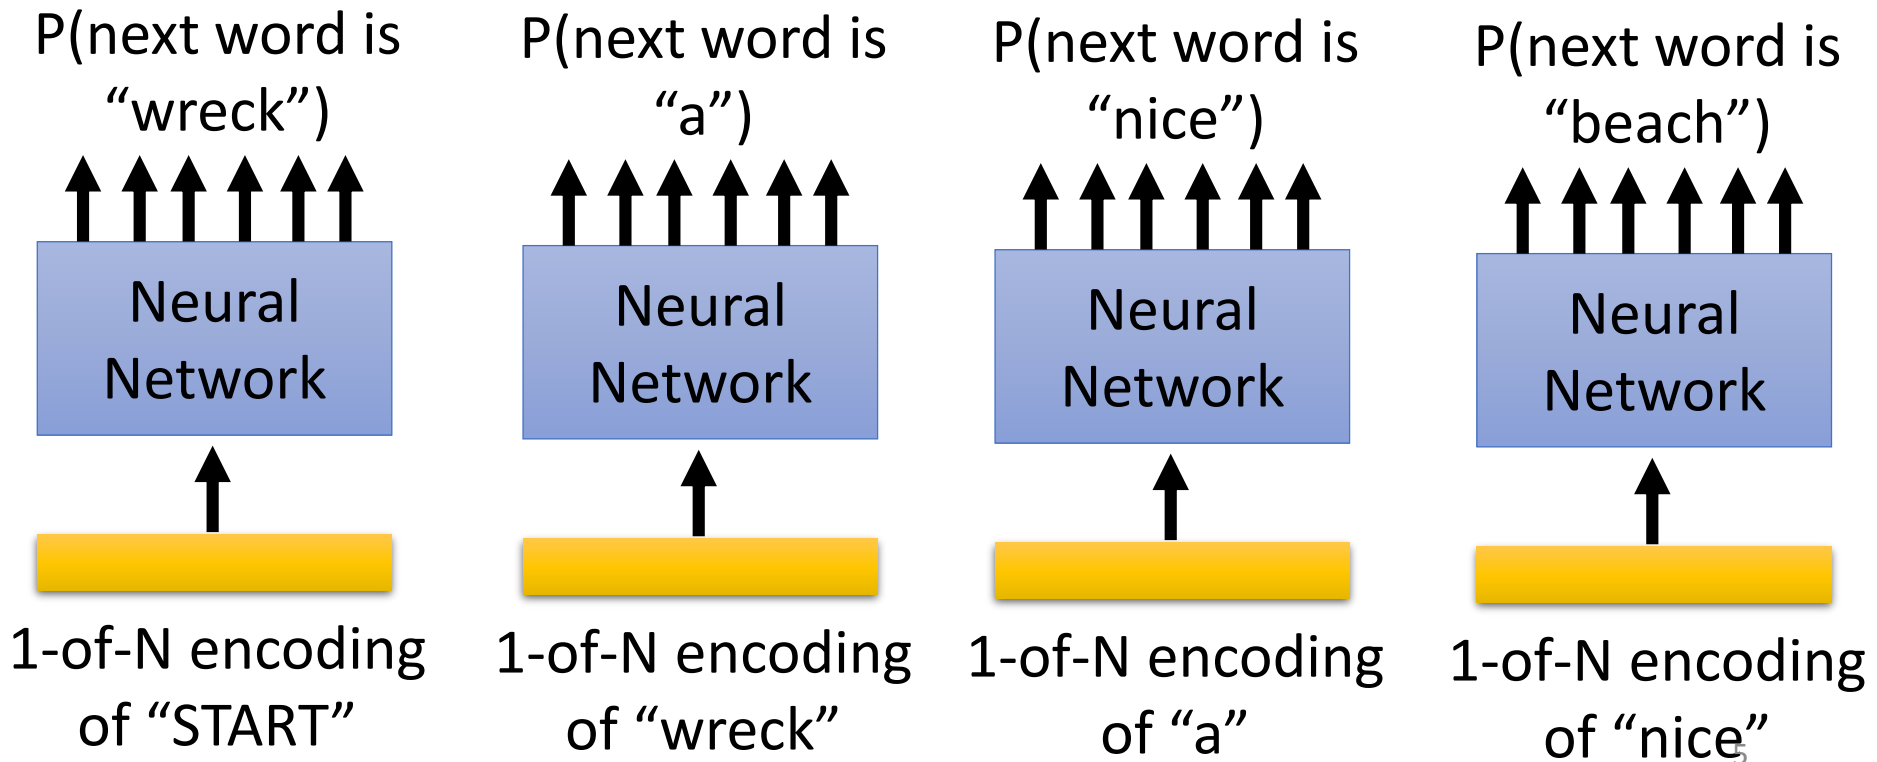 P(next word is
“wreck”)
P(next word is
“a”)
P(next word is
“nice”)
P(next word is
“beach”)
Neural
Network
Neural
Network
Neural
Network
Neural
Network
1-of-N encoding
of “START”
1-of-N encoding
of “wreck”
1-of-N encoding
of “a”
1-of-N encoding
of “nice”
5